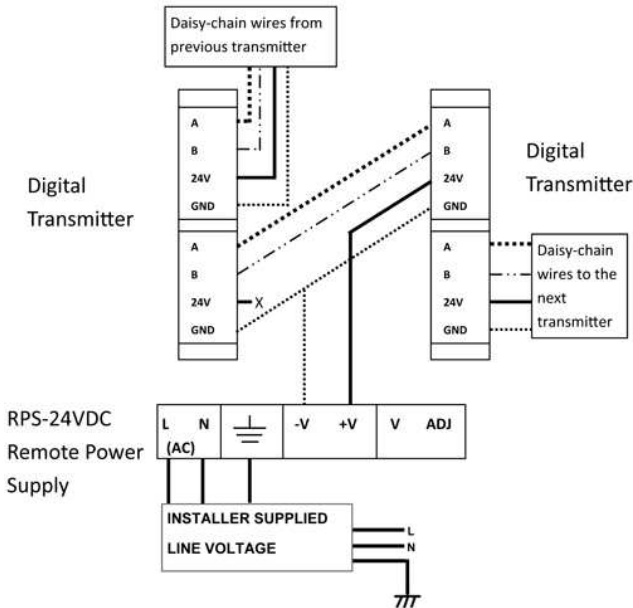 Daisy-chain wires from
previous transmitter
A
B
24V
GND
A
B
24V
X
GND
Digital
Transmitter
A
B
24V
GND
A
B
24V
GND
Digital
Transmitter
Daisy-chain
wires to the
next
transmitter
RPS-24VDC
Remote Power
Supply
L N -V +V V ADJ
(AC)
INSTALLER SUPPLIED
LINE VOLTAGE
L
N